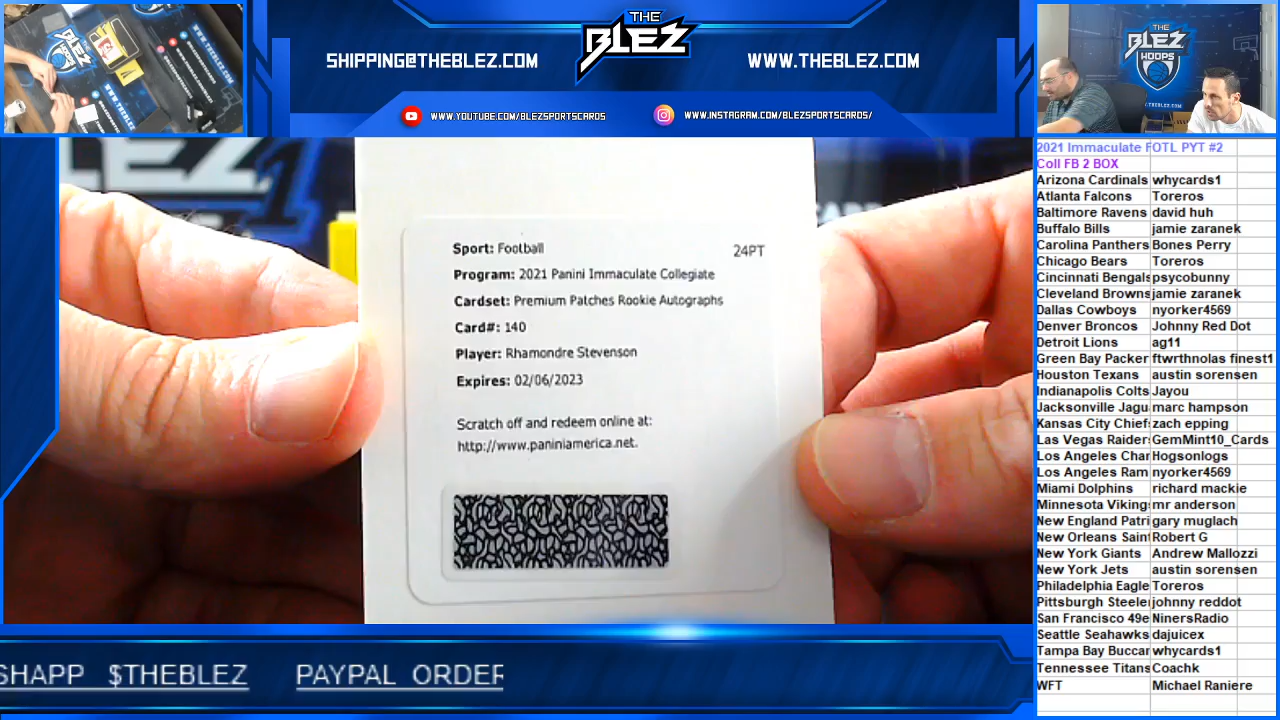 SHIPPING@THEBLEZ.COM
THE
BLEZ
WWW.THEBLEZ.COM
WWW.YOUTUBE.COM/BLEZSPORTSCARDS
WWW.INSTAGRAM.COM/BLEZSPORTSCARDS/
THE
BLEZ
HOOPS
Sport: Football
24PT
Program: 2021 Panini Immaculate Collegiate
Cardset: Premium Patches Rookie Autographs
Card#: 140
Player: Rhamondre Stevenson
Expires: 02/06/2023
Scratch off and redeem online at:
http://www.paniniamerica.net.
2021 Immaculate FOTL PYT #2
Coll FB 2 BOX
Arizona Cardinals whycards1
Atlanta Falcons Toreros
Baltimore Ravens david huh
Buffalo Bills jamie zaranek
Carolina Panthers Bones Perry
Chicago Bears Toreros
Cincinnati Bengals psycobunny
Cleveland Browns jamie zaranek
Dallas Cowboys nyorker4569
Denver Broncos Johnny Red Dot
Detroit Lions ag11
Green Bay Packer ftwrthnolas finest1
Houston Texans austin sorensen
Indianapolis Colts Jayou
Jacksonville Jagu marc hampson
Kansas City Chief zach epping
Las Vegas Raider GemMint10_Cards
Los Angeles Char Hogsonlogs
Los Angeles Ram nyorker4569
Miami Dolphins richard mackie
Minnesota Viking mr anderson
New England Patri gary muglach
New Orleans Saint Robert G
New York Giants Andrew Mallozzi
New York Jets austin sorensen
Philadelphia Eagle Toreros
Pittsburgh Steele johnny reddot
San Francisco 49e NinersRadio
Seattle Seahawks dajuicex
Tampa Bay Buccar whycards1
Tennessee Titans Coachk
WFT Michael Raniere
SHAPP $THEBLEZ PAYPAL ORDER